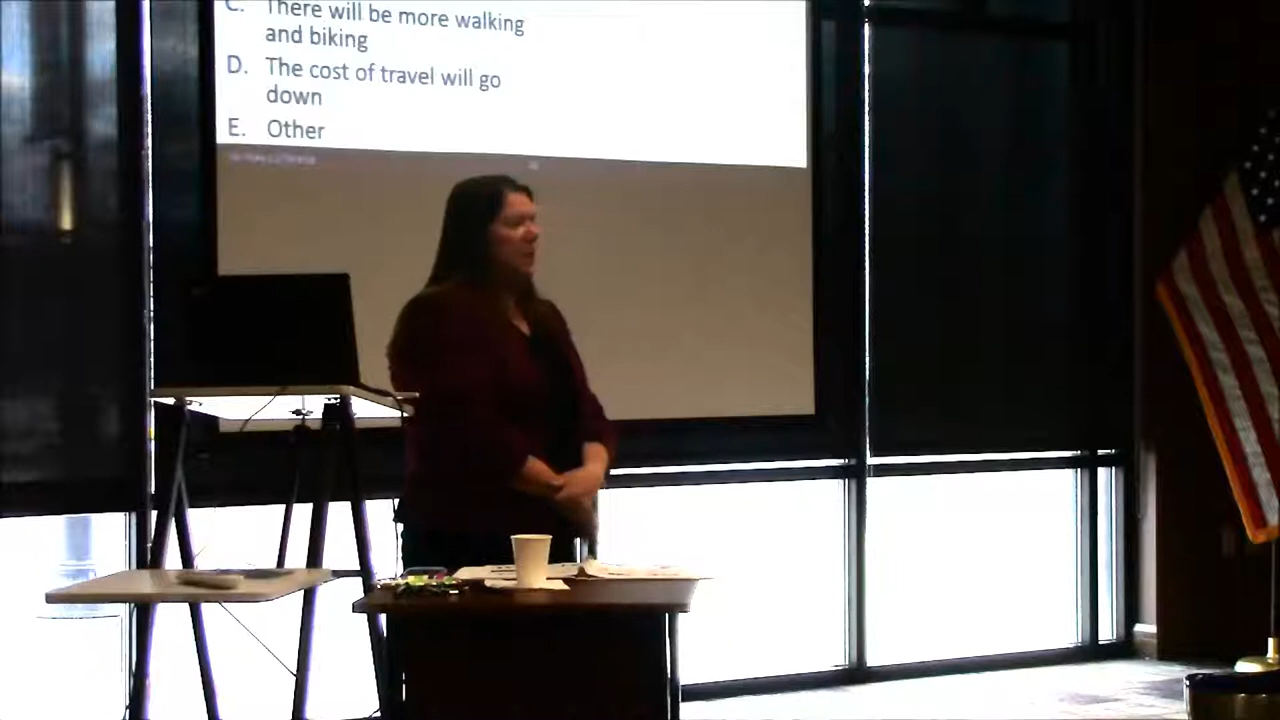 C. There will be more walking
and biking
D. The cost of travel will go
down
E. Other